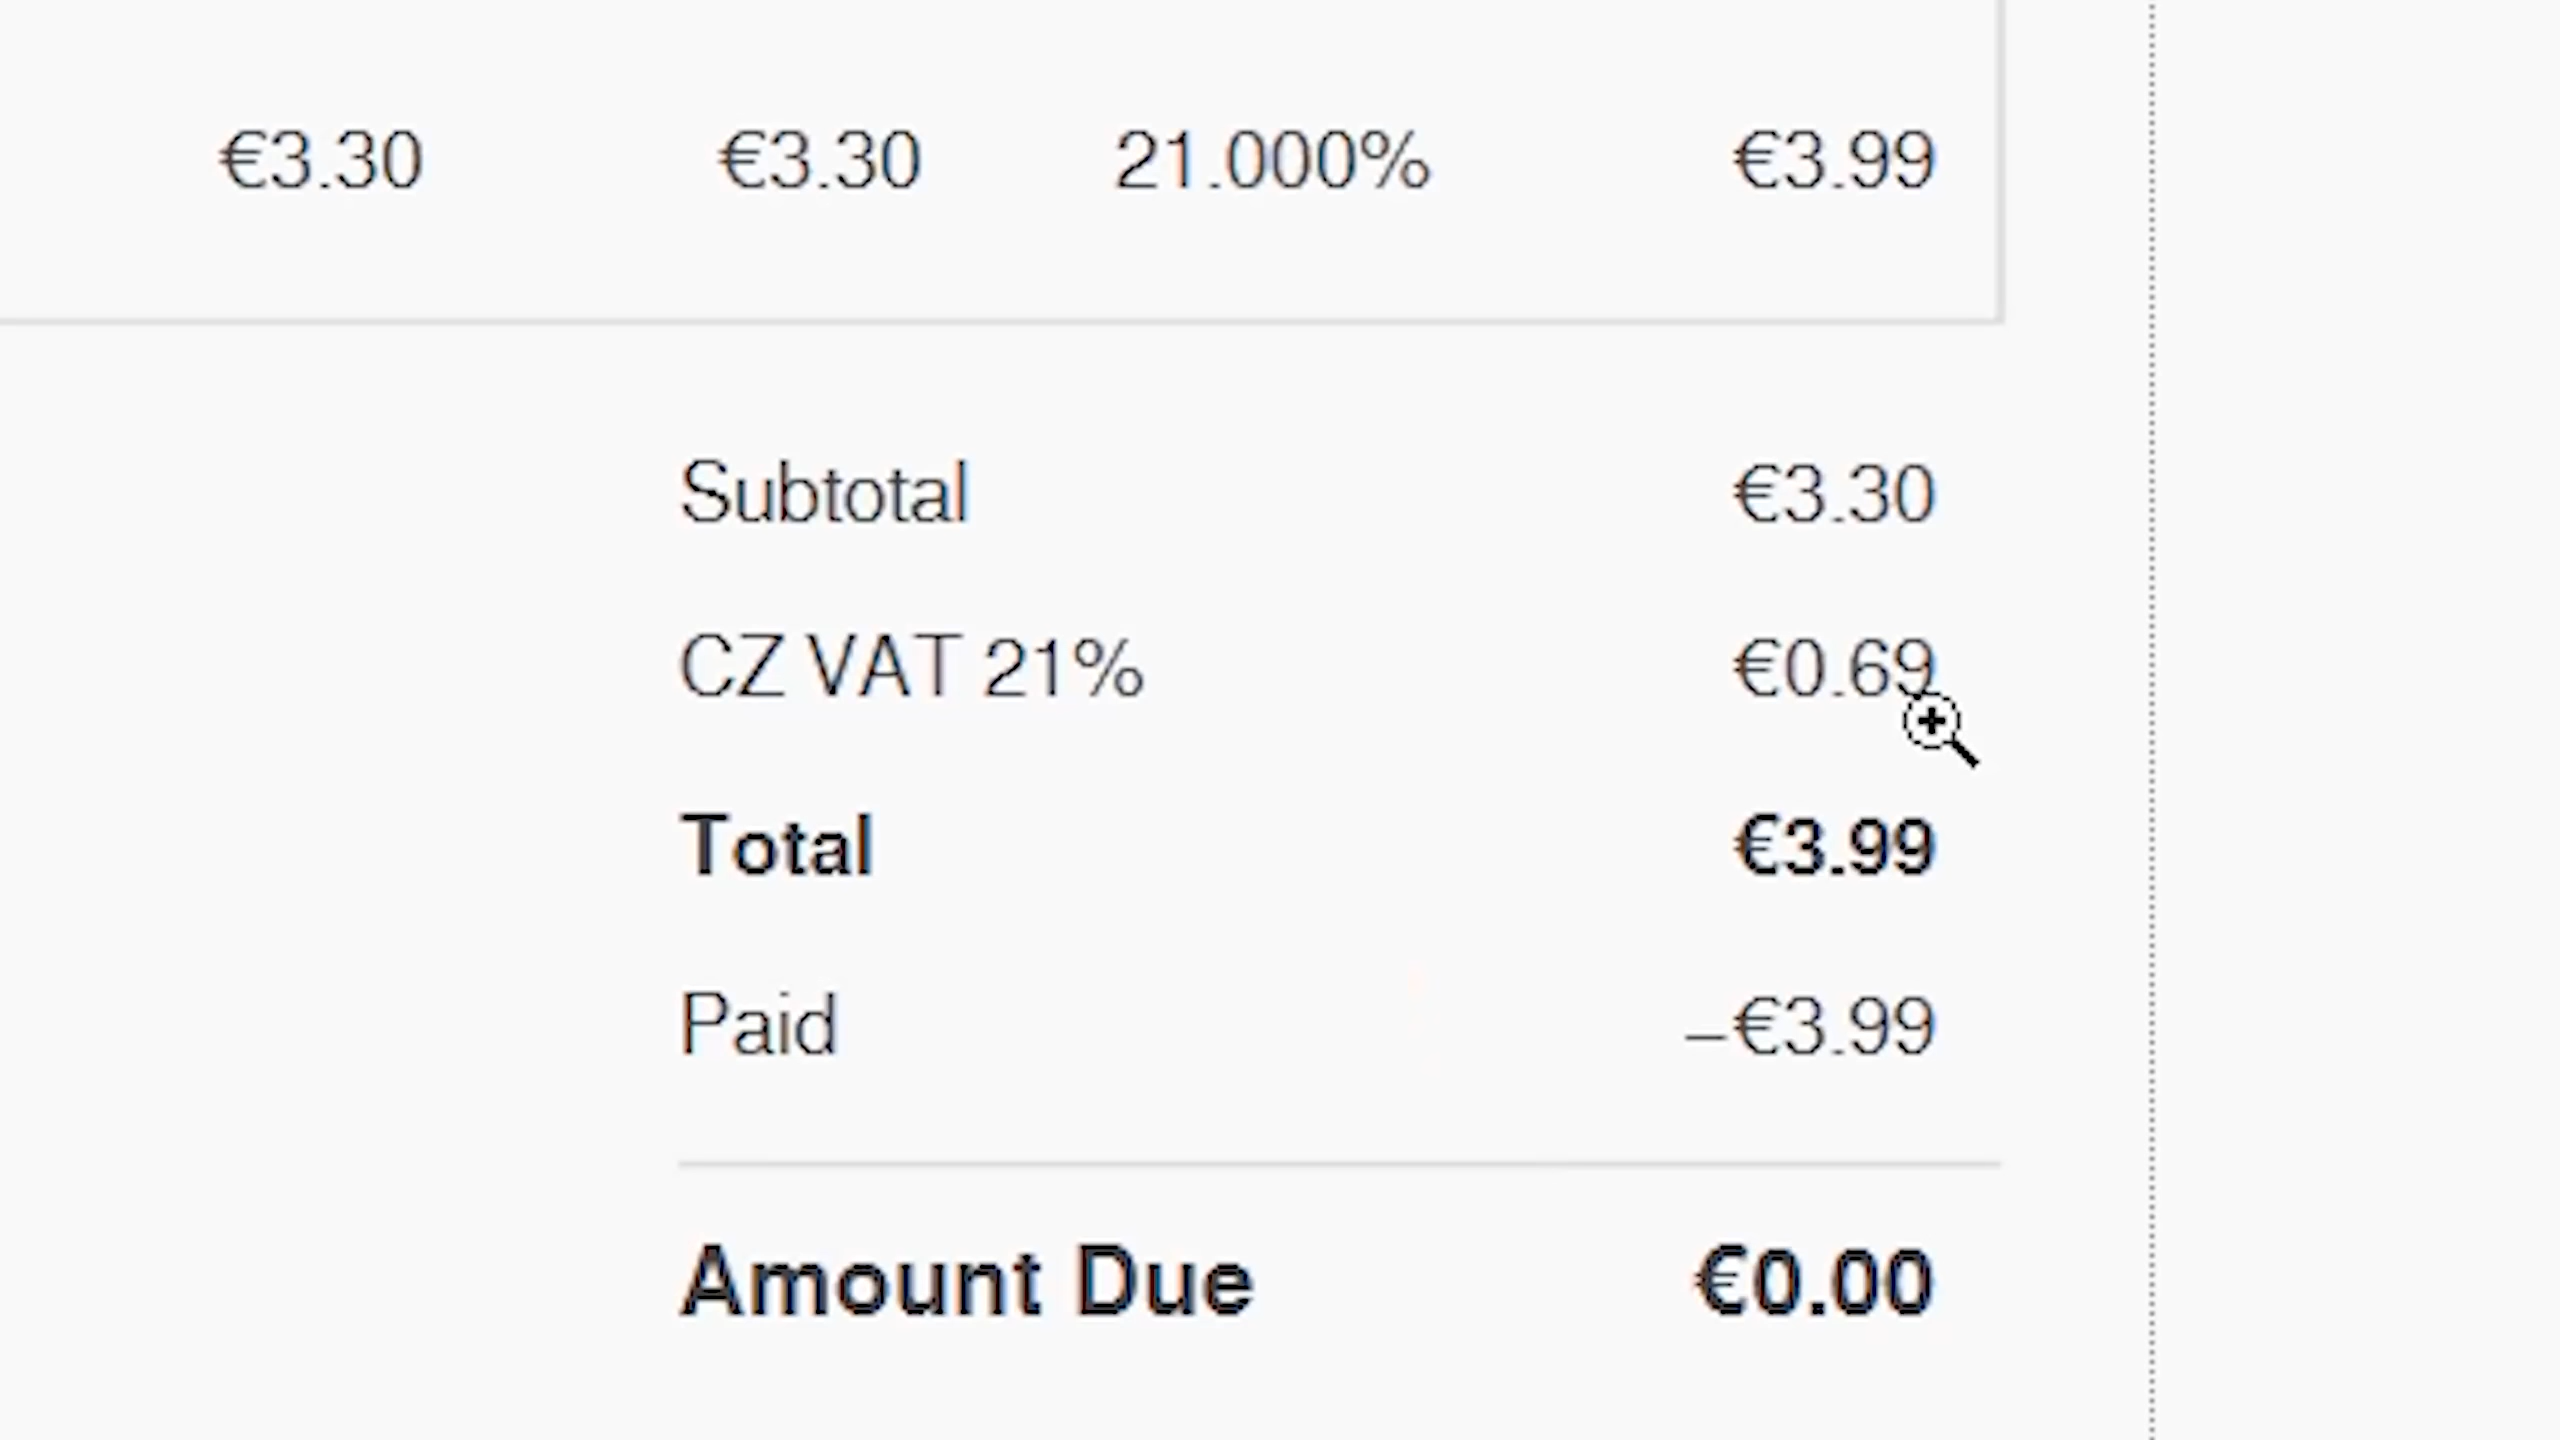 €3.30 €3.30 21.000% €3.99
Subtotal €3.30
CZ VAT 21% €0.69
Total €3.99
Paid –€3.99
Amount Due €0.00